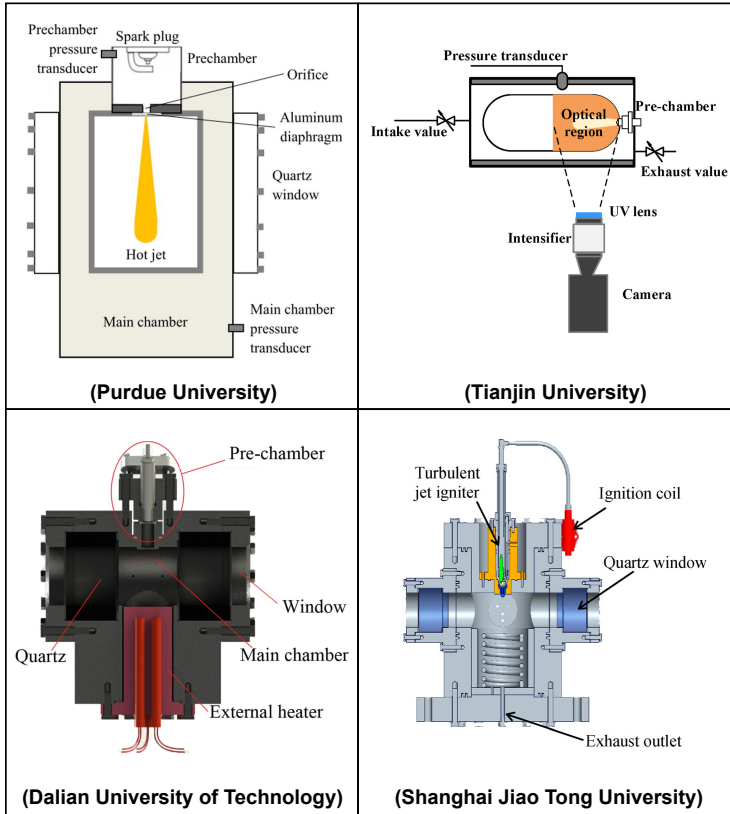 Spark plug
Prechamber
pressure
transducer
Prechamber
Orifice
Aluminum
diaphragm
Quartz
window
Hot jet
Main chamber
Main chamber
pressure
transducer
(Purdue University)
Pressure transducer
Pre-chamber
Optical
region
Intake value
Exhaust value
UV lens
Intensifier
Camera
(Tianjin University)
Pre-chamber
Window
Quartz
Main chamber
External heater
(Dalian University of Technology)
Turbulent
jet igniter
Ignition coil
Quartz window
Exhaust outlet
(Shanghai Jiao Tong University)